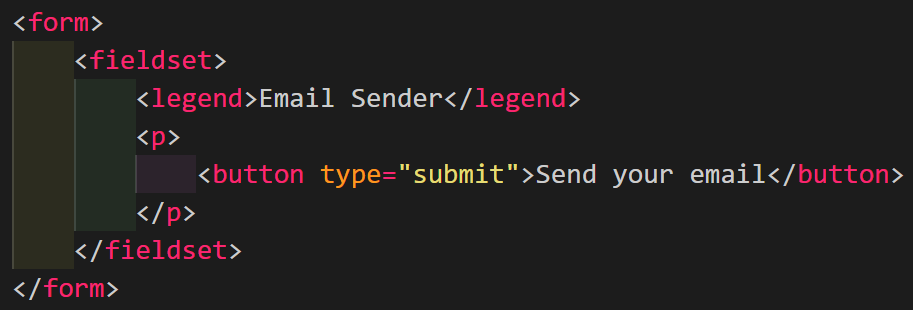 <form>
    <fieldset>
        <legend>Email Sender</legend>
        <p>
            <button type="submit">Send your email</button>
        </p>
    </fieldset>
</form>